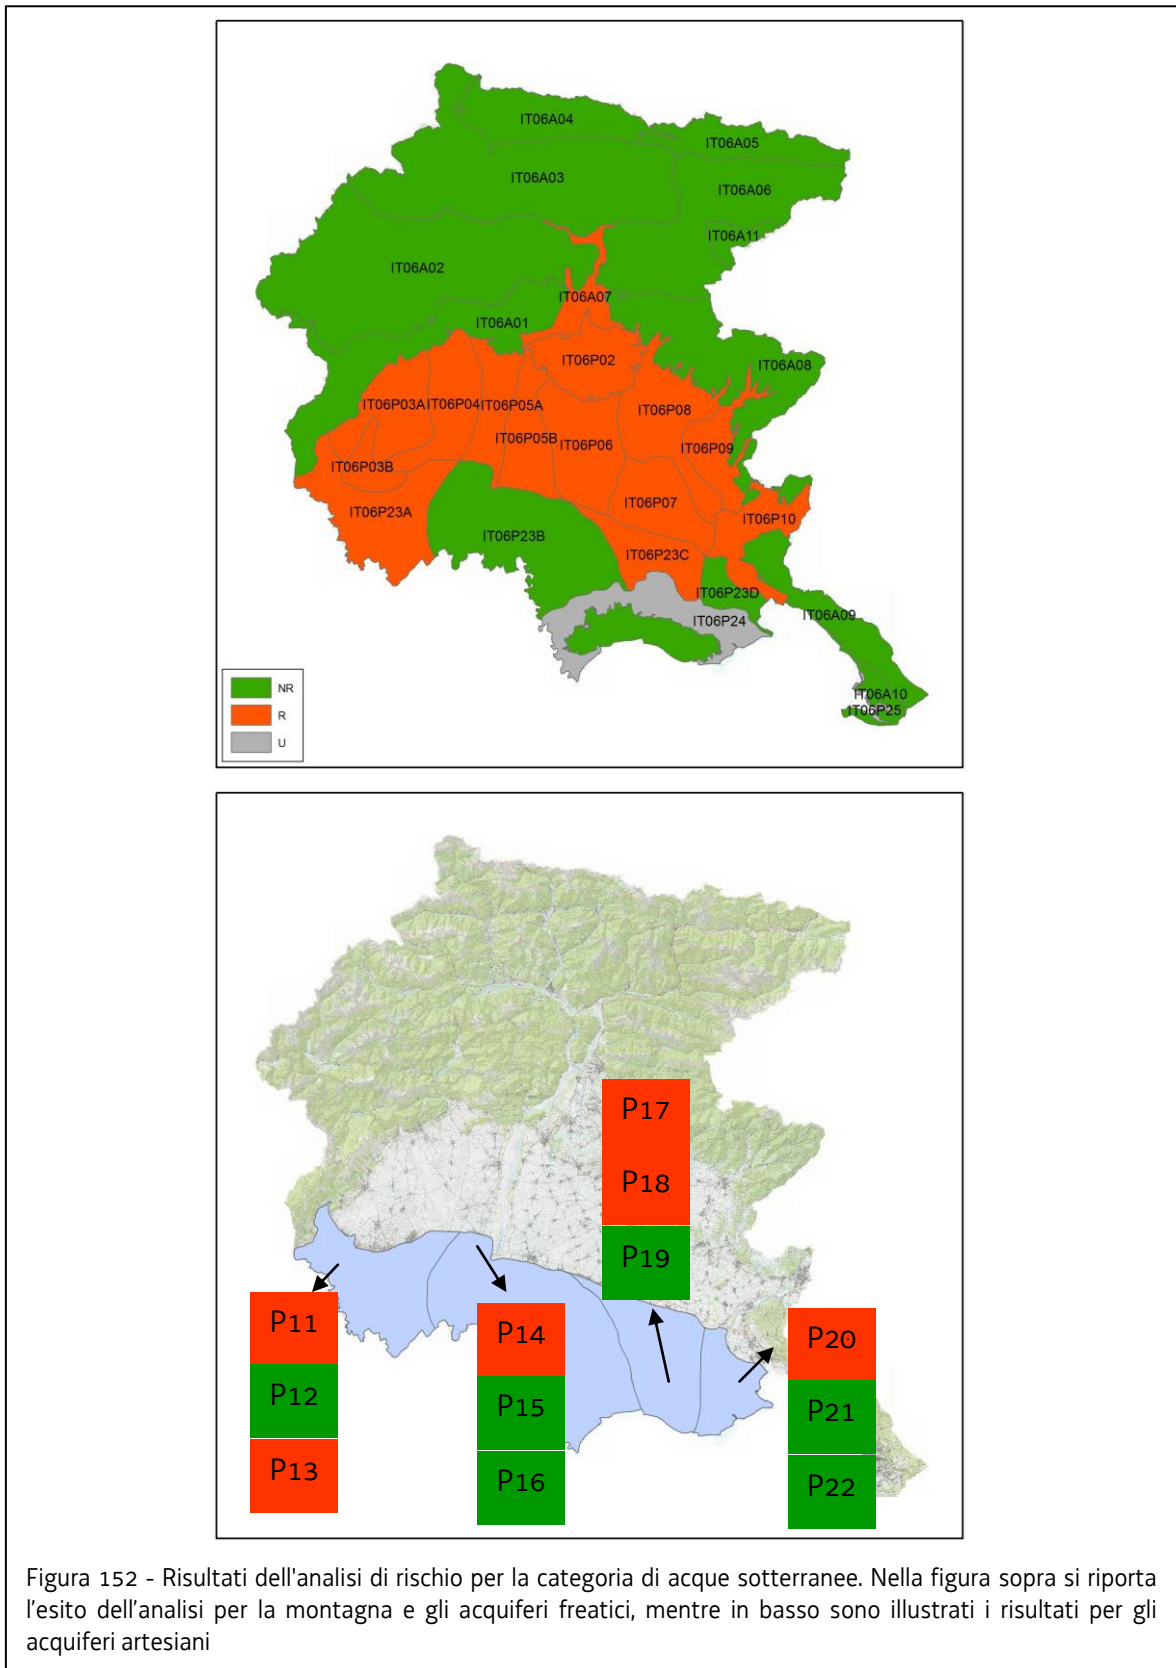 IT06A04
IT06A05
IT06A03
IT06A06
IT06A11
IT06A02
IT06A07
IT06A01
IT06P02
IT06A08
IT06P03A
IT06P04
IT06P05A
IT06P08
IT06P05B
IT06P06
IT06P09
IT06P03B
IT06P07
IT06P23A
IT06P10
IT06P23B
IT06P23C
IT06P23D
IT06A09
IT06P24
IT06A10
IT06P25
NR
R
U
P17
P18
P19
P11
P12
P13
P14
P15
P16
P20
P21
P22
Figura 152 - Risultati dell'analisi di rischio per la categoria di acque sotterranee. Nella figura sopra si riporta
l'esito dell'analisi per la montagna e gli acquiferi freatici, mentre in basso sono illustrati i risultati per gli
acquiferi artesiani